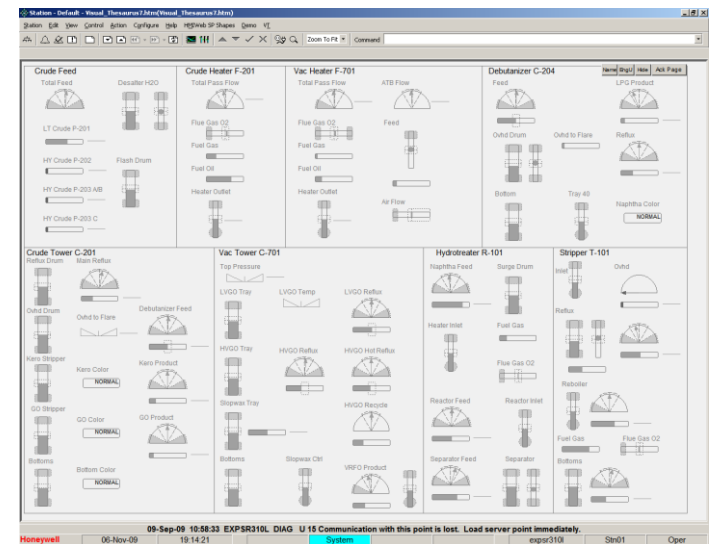 Station - Default - Visual_Thesaurus7.htm(Visual_Thesaurus7.htm)
Station Edit View Control Action Configure Help HMIWeb SP Shapes Demo VT
Zoom To Fit Command
Name Shg U Hide Ack Page
Crude Feed
Total Feed
Desalter H2O
LT Crude P-201
HY Crude P-202
Flash Drum
HY Crude P-203 A/B
HY Crude P-203 C
Crude Heater F-201
Total Pass Flow
Flue Gas O2
Fuel Gas
Fuel Oil
Heater Outlet
Vac Heater F-701
Total Pass Flow
ATB Flow
Flue Gas O2
Feed
Fuel Gas
Fuel Oil
Heater Outlet
Air Flow
Debutanizer C-204
Feed
LPG Product
Ovhd Drum
Ovhd to Flare
Reflux
Bottom
Tray 40
Naphtha Color
NORMAL
Crude Tower C-201
Reflux Drum
Main Reflux
Ovhd Drum
Ovhd to Flare
Debutanizer Feed
Kero Stripper
Kero Color
NORMAL
Kero Product
GO Stripper
GO Color
NORMAL
GO Product
Bottoms
Bottom Color
NORMAL
Vac Tower C-701
Top Pressure
LVGO Tray
LVGO Temp
LVGO Reflux
HVGO Tray
HVGO Reflux
HVGO Hot Reflux
Slopwax Tray
HVGO Recycle
Bottoms
Slopwax Ctrl
VRFO Product
Hydrotreater R-101
Naphtha Feed
Surge Drum
Heater Inlet
Fuel Gas
Flue Gas O2
Reactor Feed
Reactor Inlet
Separator Feed
Separator
Stripper T-101
Inlet
Ovhd
Reflux
Reboiler
Fuel Gas
Flue Gas O2
Bottoms
09-Sep-09 10:58:33 EXPSR310L DIAG U 15 Communication with this point is lost. Load server point immediately.
Honeywell 06-Nov-09 19:14:21 System expsr310l Stn01 Oper